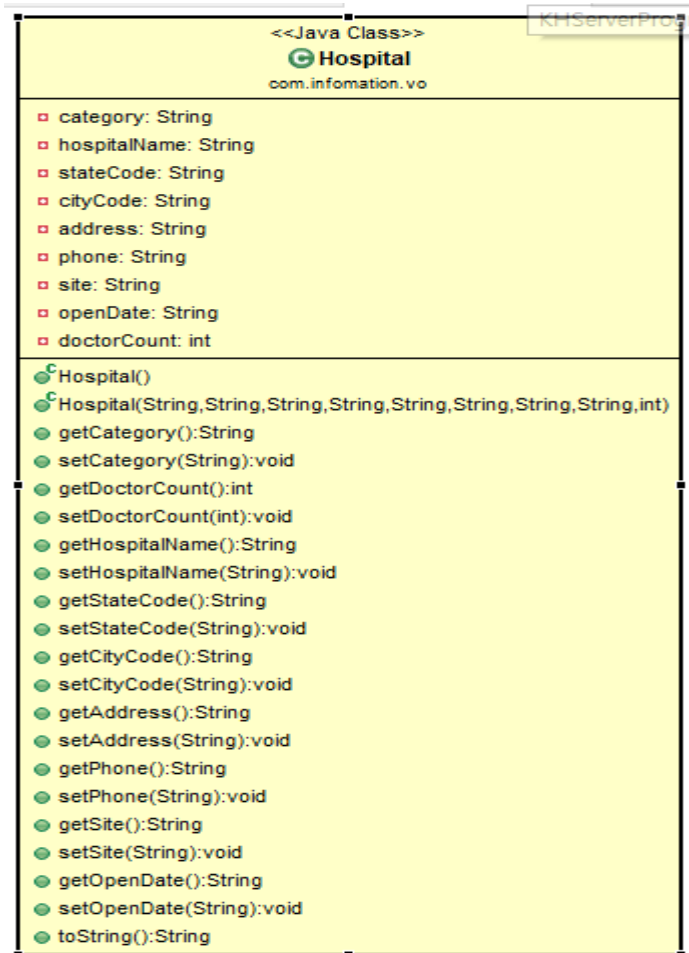 KHServerProg
<<Java Class>>
Hospital
com.infomation.vo
category: String
hospitalName: String
stateCode: String
cityCode: String
address: String
phone: String
site: String
openDate: String
doctorCount: int
Hospital()
Hospital(String,String,String,String,String,String,String,String,int)
getCategory():String
setCategory(String):void
getDoctorCount():int
setDoctorCount(int):void
getHospitalName():String
setHospitalName(String):void
getStateCode():String
setStateCode(String):void
getCityCode():String
setCityCode(String):void
getAddress():String
setAddress(String):void
getPhone():String
setPhone(String):void
getSite():String
setSite(String):void
getOpenDate():String
setOpenDate(String):void
toString():String